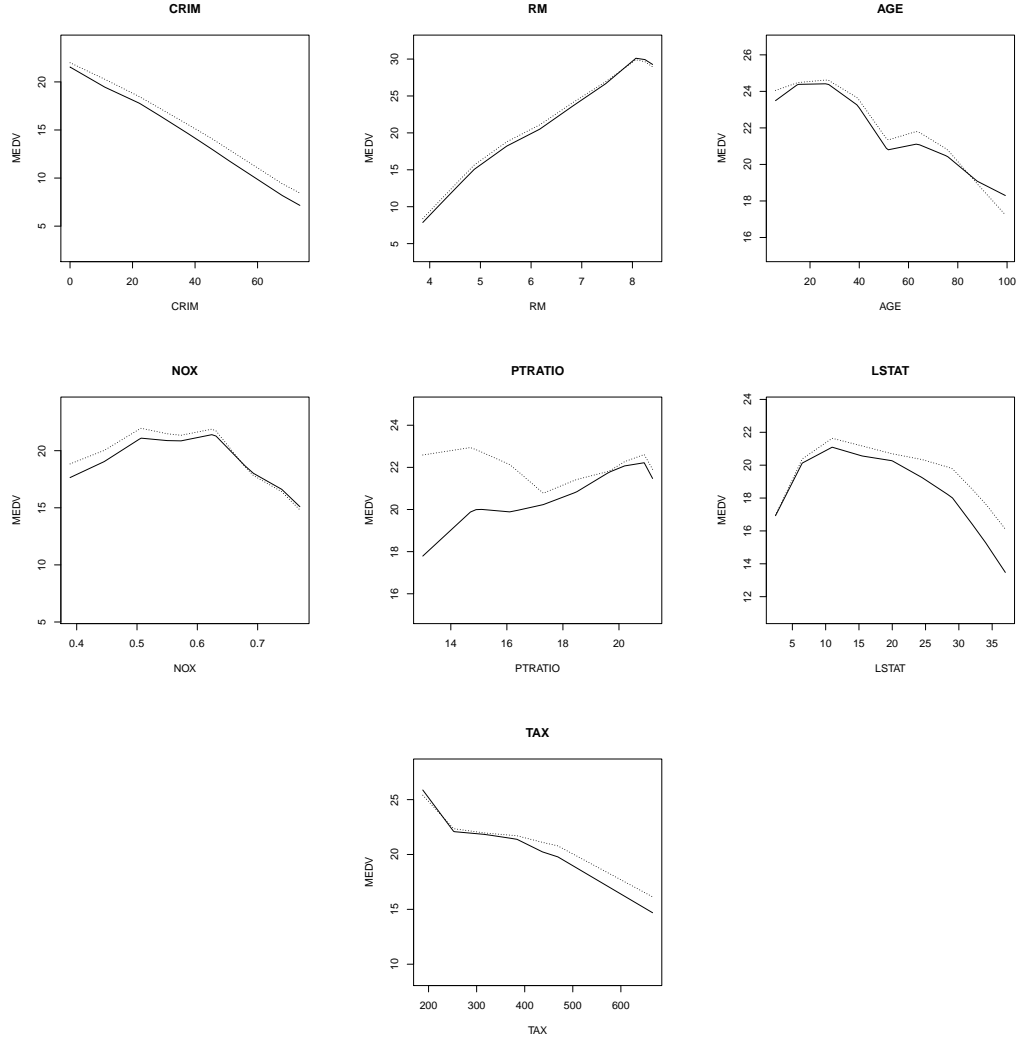 CRIM
RM
AGE
5 10 15 20
MEDV
0 20 40 60
CRIM
5 10 15 20 25 30
MEDV
4 5 6 7 8
RM
16 18 20 22 24 26
MEDV
20 40 60 80 100
AGE
NOX
PTRATIO
LSTAT
5 10 15 20
MEDV
0.4 0.5 0.6 0.7
NOX
16 18 20 22 24
MEDV
14 16 18 20
PTRATIO
12 14 16 18 20 22 24
MEDV
5 10 15 20 25 30 35
LSTAT
TAX
10 15 20 25
MEDV
200 300 400 500 600
TAX